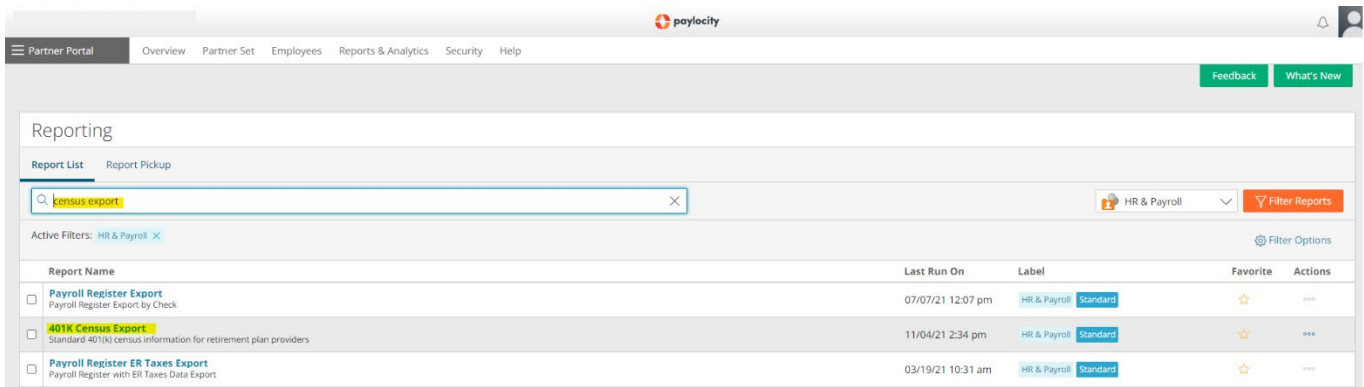 paylocity
Partner Portal Overview Partner Set Employees Reports & Analytics Security Help
Feedback What's New
Reporting
Report List Report Pickup
census export HR & Payroll Filter Reports
Active Filters: HR & Payroll Filter Options
Report Name Last Run On Label Favorite Actions
Payroll Register Export
Payroll Register Export by Check 07/07/21 12:07 pm HR & Payroll Standard
401K Census Export
Standard 401(k) census information for retirement plan providers 11/04/21 2:34 pm HR & Payroll Standard
Payroll Register ER Taxes Export
Payroll Register with ER Taxes Data Export 03/19/21 10:31 am HR & Payroll Standard